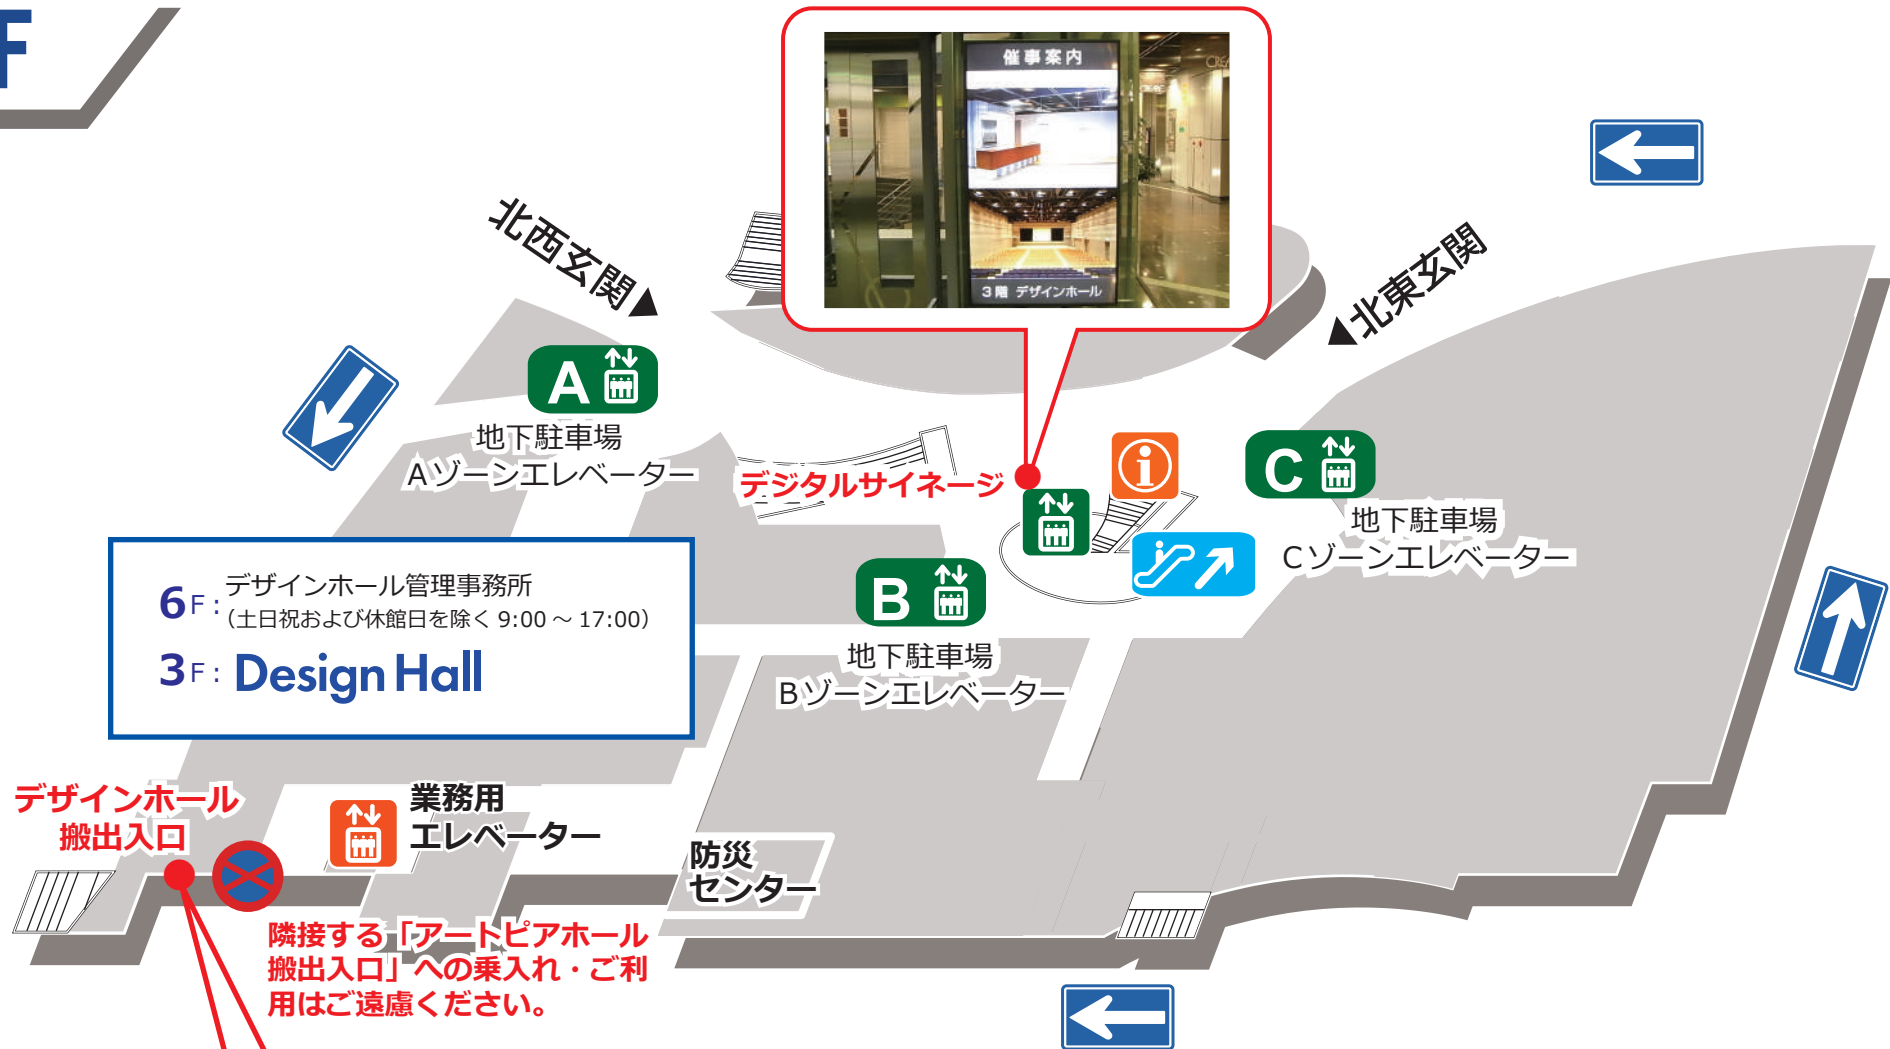 F
催事案内
3階 デザインホール
CREA
北西玄関▶
◀北東玄関
A
地下駐車場
Aゾーンエレベーター
デジタルサイネージ
i
C
地下駐車場
Cゾーンエレベーター
B
地下駐車場
Bゾーンエレベーター
6F：デザインホール管理事務所
（土日祝および休館日を除く 9:00 ～ 17:00）
3F：Design Hall
デザインホール
搬出入口
業務用
エレベーター
防災
センター
隣接する「アートピアホール
搬出入口」への乗入れ・ご利
用はご遠慮ください。